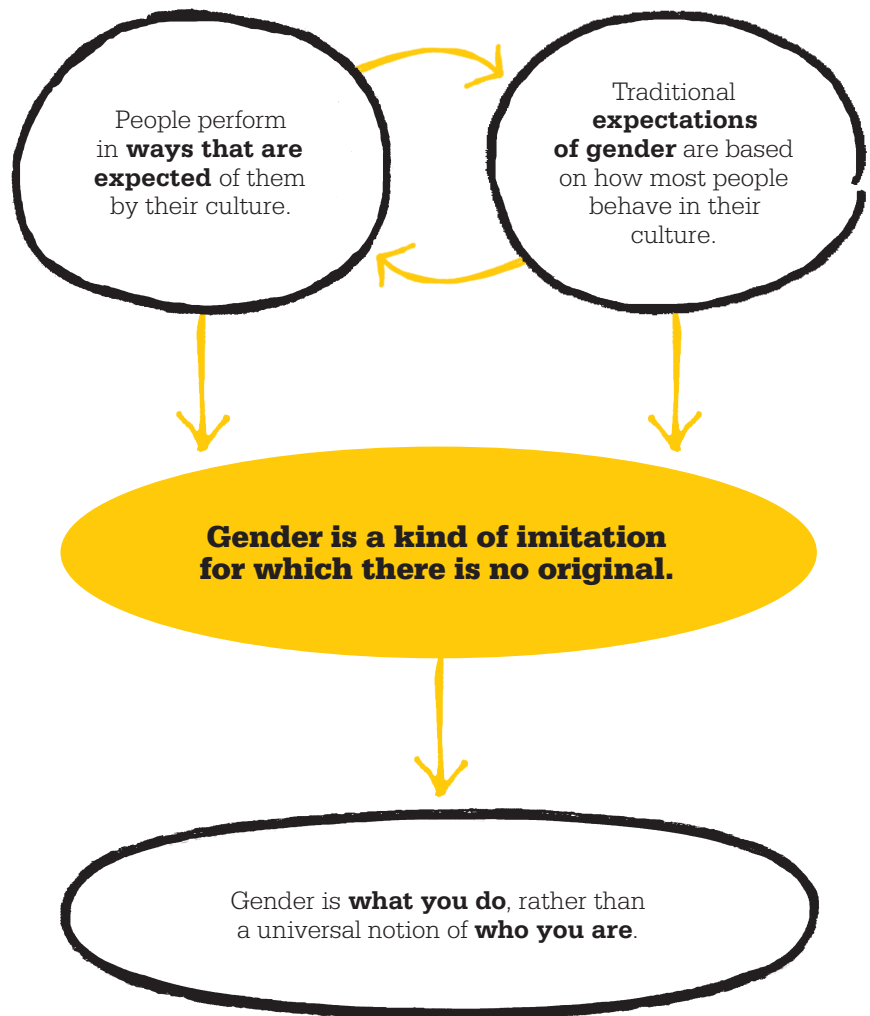 People perform
in ways that are
expected of them
by their culture.
Traditional
expectations
of gender are based
on how most people
behave in their
culture.
Gender is a kind of imitation
for which there is no original.
Gender is what you do, rather than
a universal notion of who you are.